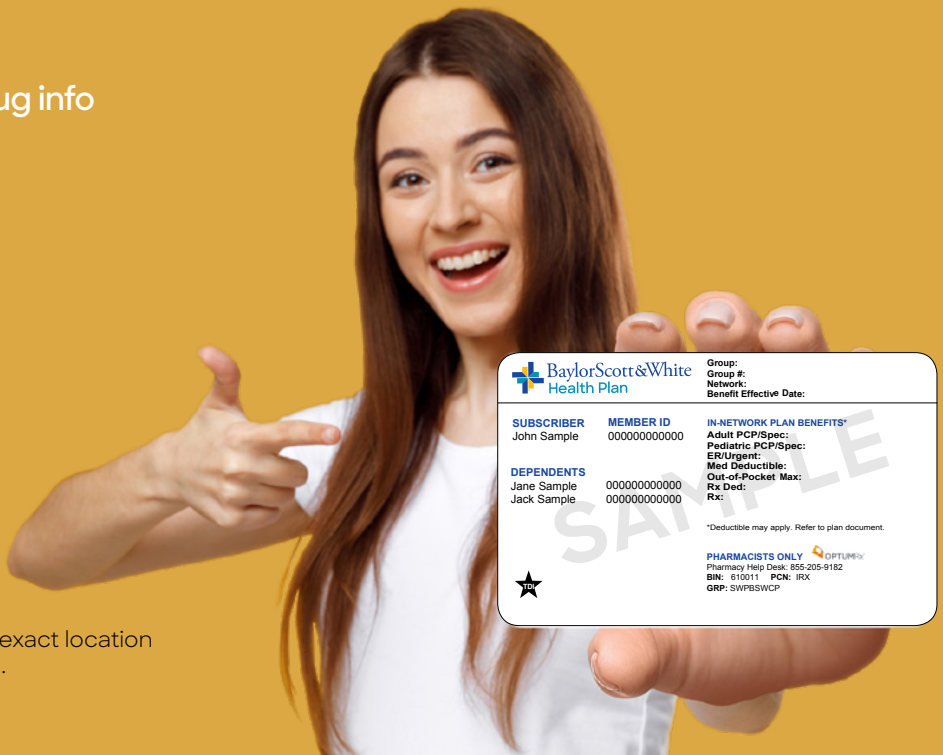 ug info
BaylorScott&White
Health Plan
Group:
Group #:
Network:
Benefit Effective Date:
SUBSCRIBER MEMBER ID
John Sample 000000000000
DEPENDENTS
Jane Sample 000000000000
Jack Sample 000000000000
IN-NETWORK PLAN BENEFITS*
Adult PCP/Spec:
Pediatric PCP/Spec:
ER/Urgent:
Med Deductible:
Out-of-Pocket Max:
Rx Ded:
Rx:
SAMPLE
*Deductible may apply. Refer to plan document.
PHARMACISTS ONLY OPTUMRx
Pharmacy Help Desk: 855-205-9182
BIN: 610011 PCN: IRX
GRP: SWPBSWCP
TDI
exact location
.